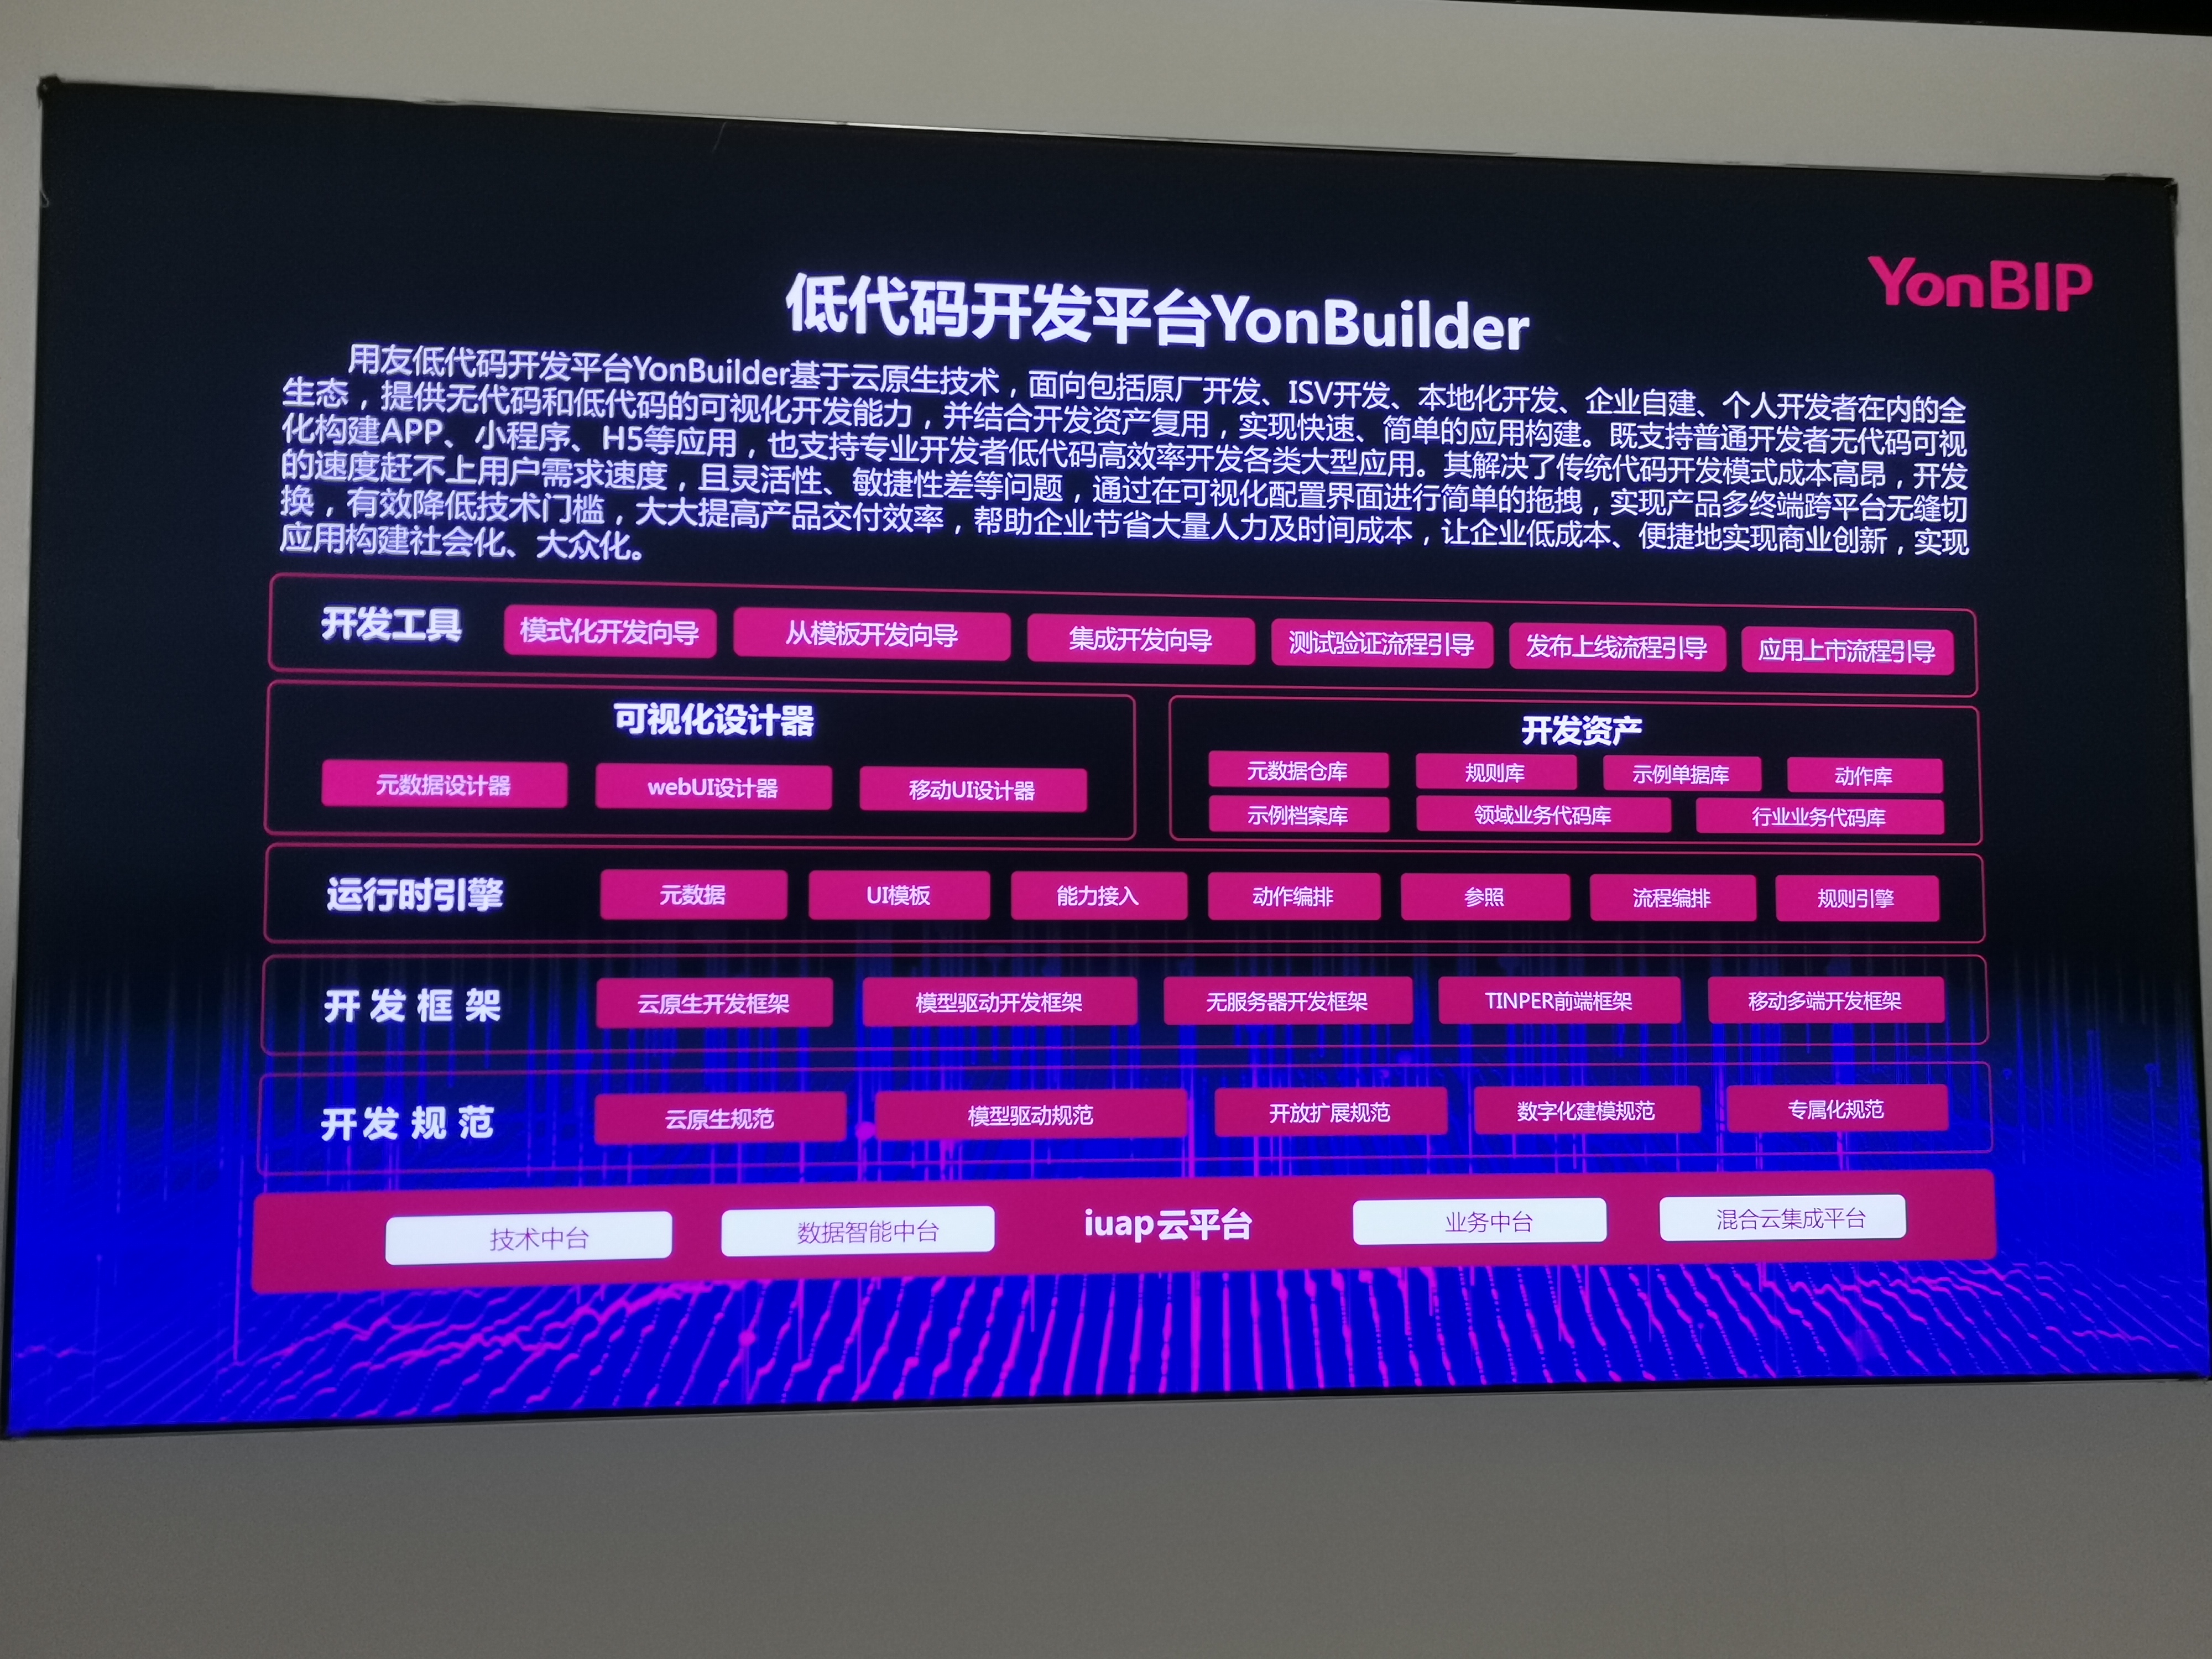 YonBIP
低代码开发平台YonBuilder
用友低代码开发平台YonBuilder基于云原生技术，面向包括原厂开发、ISV开发、本地化开发、企业自建、个人开发者在内的全
生态，提供无代码和低代码的可视化开发能力，并结合开发资产复用，实现快速、简单的应用构建。既支持普通开发者无代码可视
化构建APP、小程序、H5等应用，也支持专业开发者低代码高效率开发各类大型应用。其解决了传统代码开发模式成本高昂，开发
的速度赶不上用户需求速度，且灵活性、敏捷性差等问题，通过在可视化配置界面进行简单的拖拽，实现产品多终端跨平台无缝切
换，有效降低技术门槛，大大提高产品交付效率，帮助企业节省大量人力及时间成本，让企业低成本、便捷地实现商业创新，实现
应用构建社会化、大众化。
开发工具 模式化开发向导 从模板开发向导 集成开发向导 测试验证流程引导 发布上线流程引导 应用上市流程引导
可视化设计器
元数据设计器 webUI设计器 移动UI设计器
开发资产
元数据仓库 规则库 示例单据库 动作库
示例档案库 领域业务代码库 行业业务代码库
运行时引擎 元数据 UI模板 能力接入 动作编排 参照 流程编排 规则引擎
开发框架 云原生开发框架 模型驱动开发框架 无服务器开发框架 TINPER前端框架 移动多端开发框架
开发规范 云原生规范 模型驱动规范 开放扩展规范 数字化建模规范 专属化规范
技术中台 数据智能中台 iuap云平台 业务中台 混合云集成平台